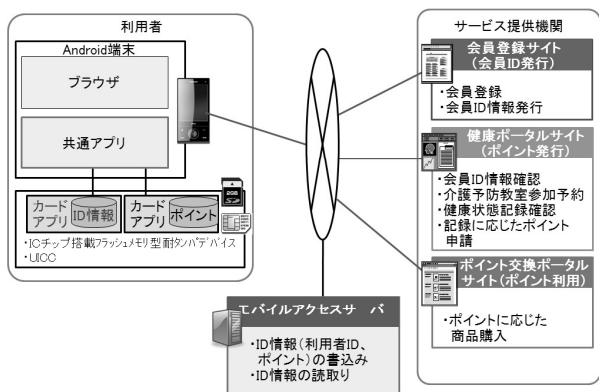 利用者
Android端末
ブラウザ
共通アプリ
カード
アプリ
ID情報
カード
アプリ
ポイント
2GB
・ICチップ搭載フラッシュメモリ型耐タンパデバイス
・UICC
サービス提供機関
会員登録サイト
(会員ID発行)
・会員登録
・会員ID情報発行
健康ポータルサイト
(ポイント発行)
・会員ID情報確認
・介護予防教室参加予約
・健康状態記録確認
・記録に応じたポイント
申請
ポイント交換ポータル
サイト(ポイント利用)
・ポイントに応じた
商品購入
モバイルアクセスサーバ
・ID情報(利用者ID、
ポイント)の書込み
・ID情報の読取り